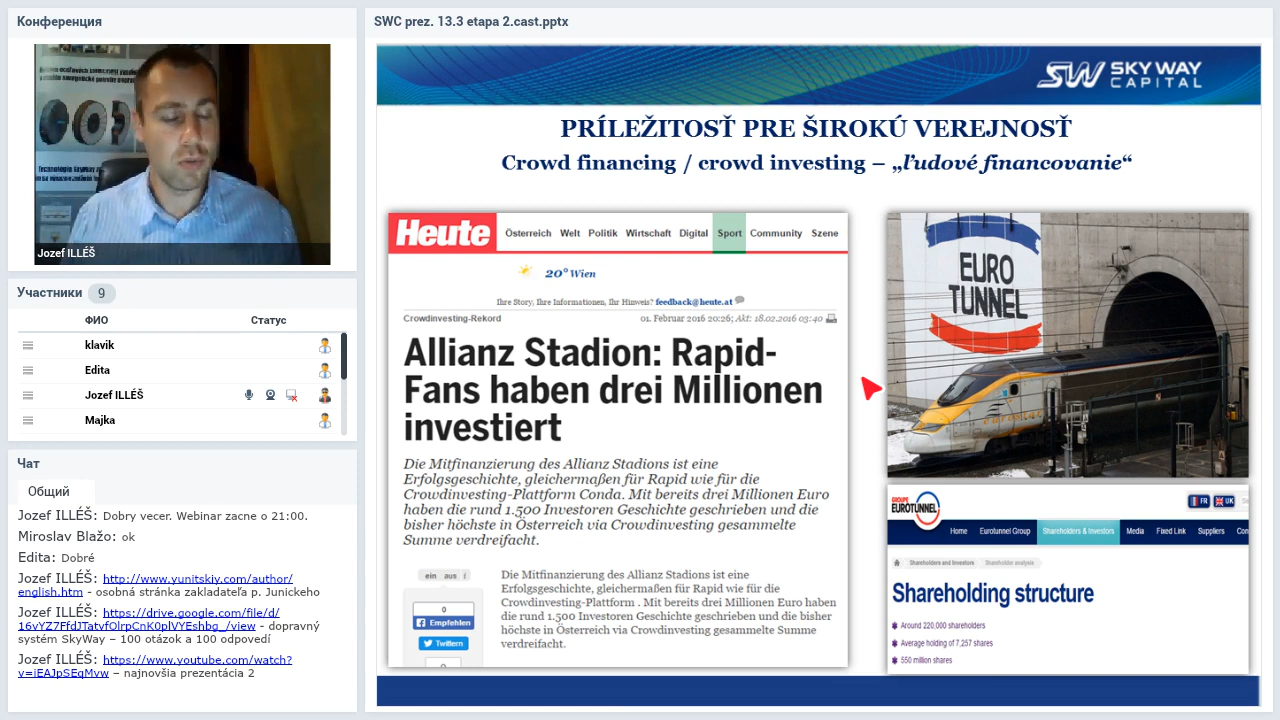 Конференция
Jozef ILLÉŠ
Участники 9
ФИО Статус
klavik
Edita
Jozef ILLÉŠ
Majka
Чат
Общий
Jozef ILLÉŠ: Dobry vecer. Webinar zacne o 21:00.
Miroslav Blažo: ok
Edita: Dobré
Jozef ILLÉŠ: http://www.yunitskiy.com/author/
english.htm - osobná stránka zakladateľa p. Junickeho
Jozef ILLÉŠ: https://drive.google.com/file/d/
16vYZ7FfdJTatvfOlrpCnK0plVYEshbg_/view - dopravný
systém SkyWay – 100 otázok a 100 odpovedí
Jozef ILLÉŠ: https://www.youtube.com/watch?
v=iEAJpSEqMvw – najnovšia prezentácia 2
SWC prez. 13.3 etapa 2.cast.pptx
SW SKY WAY
CAPITAL
PRÍLEŽITOSŤ PRE ŠIROKÚ VEREJNOSŤ
Crowd financing / crowd investing – „ľudové financovanie“
Heute Österreich Welt Politik Wirtschaft Digital Sport Community Szene
20° Wien
Ihre Story, Ihre Informationen, Ihr Hinweis? feedback@heute.at
Crowdinvesting-Rekord 01. Februar 2016 20:26; Akt: 18.02.2016 03:40
Allianz Stadion: Rapid-
Fans haben drei Millionen
investiert
Die Mitfinanzierung des Allianz Stadions ist eine
Erfolgsgeschichte, gleichermaßen für Rapid wie für die
Crowdinvesting-Plattform Conda. Mit bereits drei Millionen Euro
haben die rund 1.500 Investoren Geschichte geschrieben und die
bisher höchste in Österreich via Crowdinvesting gesammelte
Summe verdreifacht.
ein aus f
0
Empfehlen
Twittern
0
Die Mitfinanzierung des Allianz Stadions ist eine
Erfolgsgeschichte, gleichermaßen für Rapid wie für die
Crowdinvesting-Plattform . Mit bereits drei Millionen Euro haben
die rund 1.500 Investoren Geschichte geschrieben und die bisher
höchste in Österreich via Crowdinvesting gesammelte Summe
verdreifacht.
EURO
TUNNEL
GROUPE
EUROTUNNEL
FR UK
Home Eurotunnel Group Shareholders & Investors Media Fixed Link Suppliers Con
Shareholders and Investors Shareholder analysis
Shareholding structure
Around 220,000 shareholders
Average holding of 7,257 shares
550 million shares